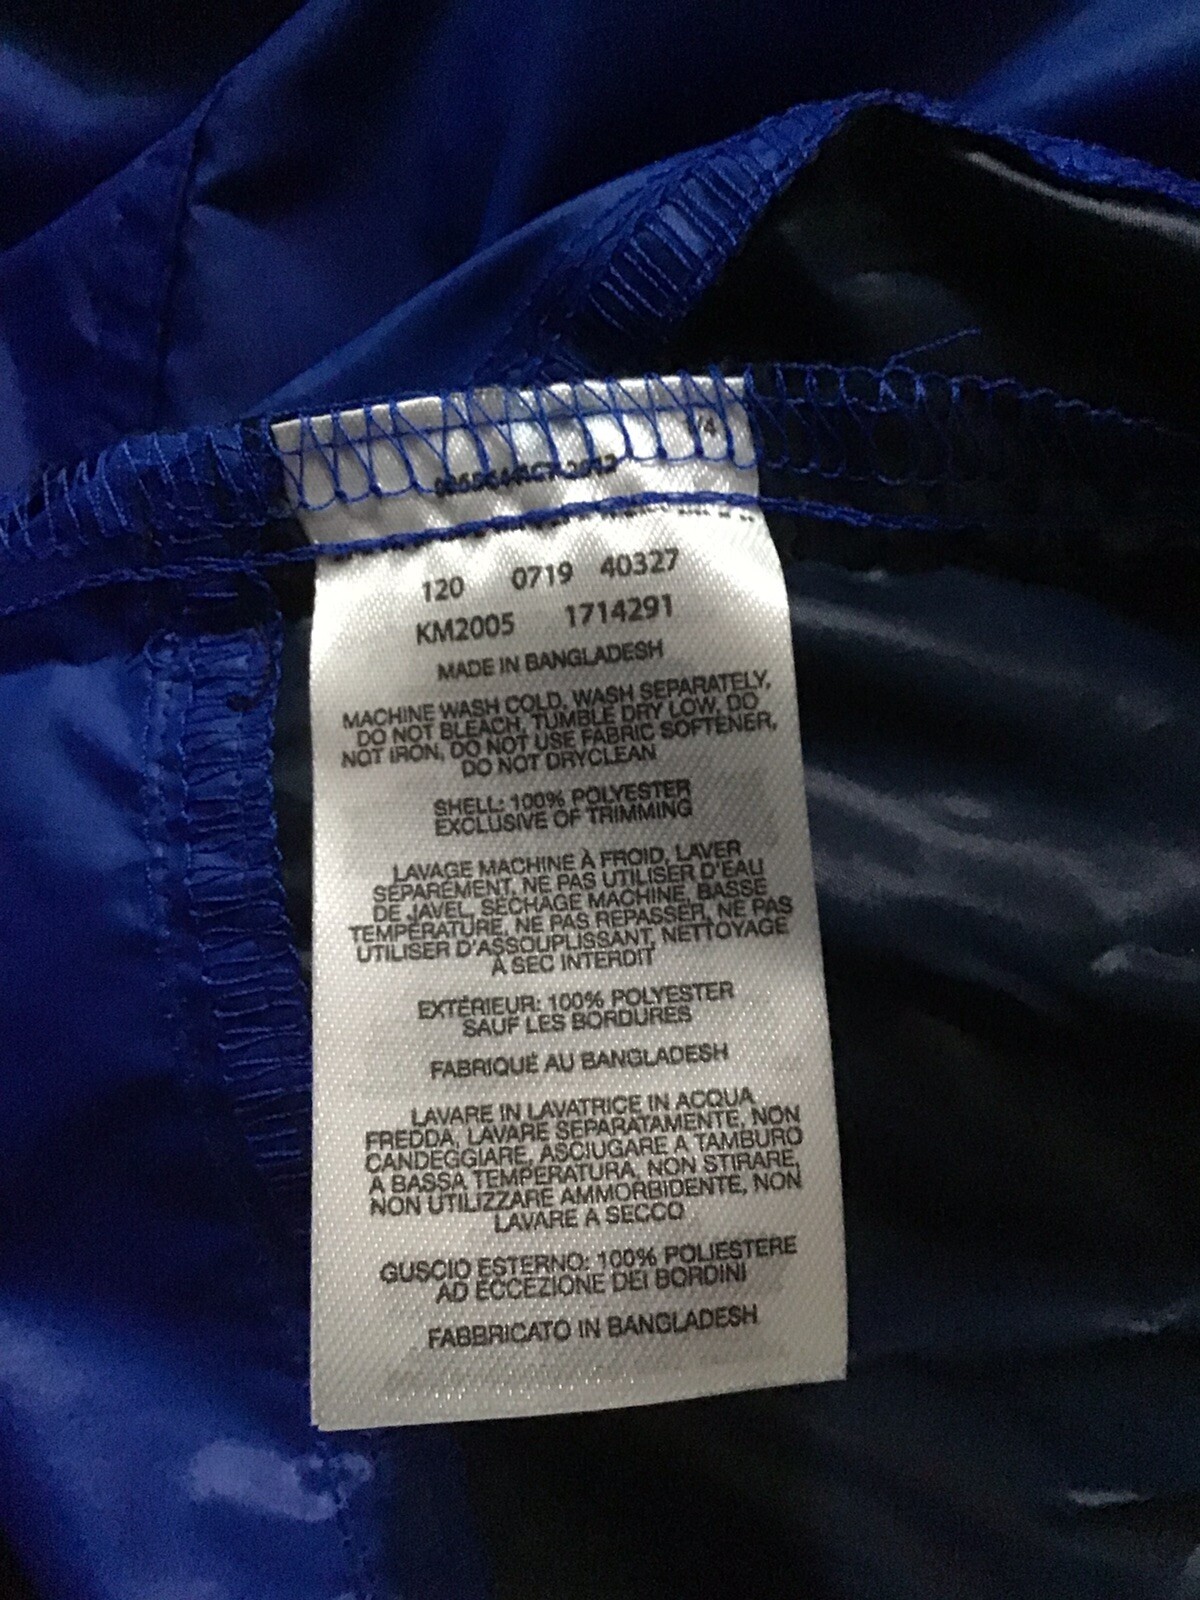 120 0719 40327
KM2005 1714291
MADE IN BANGLADESH
MACHINE WASH COLD, WASH SEPARATELY,
DO NOT BLEACH, TUMBLE DRY LOW, DO
NOT IRON, DO NOT USE FABRIC SOFTENER,
DO NOT DRYCLEAN
SHELL: 100% POLYESTER
EXCLUSIVE OF TRIMMING
LAVAGE MACHINE À FROID, LAVER
SÉPARÉMENT, NE PAS UTILISER D'EAU
DE JAVEL, SÉCHAGE MACHINE, BASSE
TEMPÉRATURE, NE PAS REPASSER, NE PAS
UTILISER D'ASSOUPLISSANT, NETTOYAGE
À SEC INTERDIT
EXTÉRIEUR: 100% POLYESTER
SAUF LES BORDURES
FABRIQUÉ AU BANGLADESH
LAVARE IN LAVATRICE IN ACQUA
FREDDA, LAVARE SEPARATAMENTE, NON
CANDEGGIARE, ASCIUGARE A TAMBURO
A BASSA TEMPERATURA, NON STIRARE,
NON UTILIZZARE AMMORBIDENTE, NON
LAVARE A SECCO
GUSCIO ESTERNO: 100% POLIESTERE
AD ECCEZIONE DEI BORDINI
FABBRICATO IN BANGLADESH